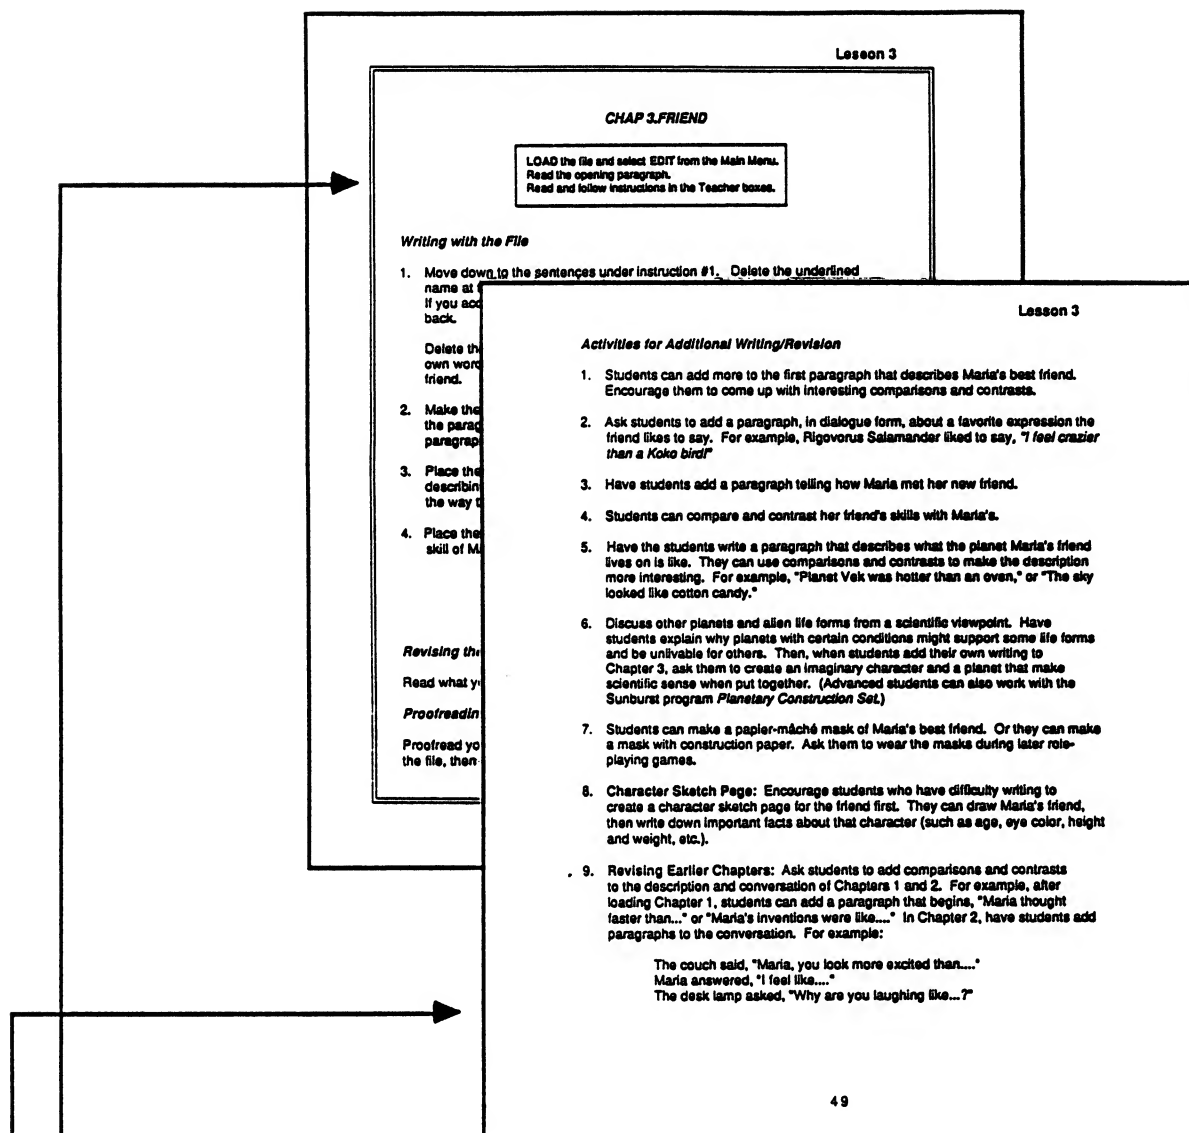 Lesson 3
CHAP 3.FRIEND
LOAD the file and select EDIT from the Main Menu.
Read the opening paragraph.
Read and follow instructions in the Teacher boxes.
Writing with the File
1. Move down to the sentences under instruction #1. Delete the underlined
name at
If you acc
back.
Delete th
own word
friend.
2. Make the
the parag
paragrap
3. Place the
describin
the way t
4. Place the
skill of M
Revising the
Read what y
Proofreadin
Proofread yo
the file, then
Lesson 3
Activities for Additional Writing/Revision
1. Students can add more to the first paragraph that describes Maria's best friend.
Encourage them to come up with interesting comparisons and contrasts.
2. Ask students to add a paragraph, in dialogue form, about a favorite expression the
friend likes to say. For example, Rigovorus Salamander liked to say, "I feel crazier
than a Koko bird!"
3. Have students add a paragraph telling how Maria met her new friend.
4. Students can compare and contrast her friend's skills with Maria's.
5. Have the students write a paragraph that describes what the planet Maria's friend
lives on is like. They can use comparisons and contrasts to make the description
more interesting. For example, "Planet Vek was hotter than an oven," or "The sky
looked like cotton candy."
6. Discuss other planets and alien life forms from a scientific viewpoint. Have
students explain why planets with certain conditions might support some life forms
and be unlivable for others. Then, when students add their own writing to
Chapter 3, ask them to create an imaginary character and a planet that make
scientific sense when put together. (Advanced students can also work with the
Sunburst program Planetary Construction Set.)
7. Students can make a papier-mâché mask of Maria's best friend. Or they can make
a mask with construction paper. Ask them to wear the masks during later role-
playing games.
8. Character Sketch Page: Encourage students who have difficulty writing to
create a character sketch page for the friend first. They can draw Maria's friend,
then write down important facts about that character (such as age, eye color, height
and weight, etc.).
9. Revising Earlier Chapters: Ask students to add comparisons and contrasts
to the description and conversation of Chapters 1 and 2. For example, after
loading Chapter 1, students can add a paragraph that begins, "Maria thought
faster than..." or "Maria's inventions were like...." In Chapter 2, have students add
paragraphs to the conversation. For example:
The couch said, "Maria, you look more excited than...."
Maria answered, "I feel like...."
The desk lamp asked, "Why are you laughing like...?"
49